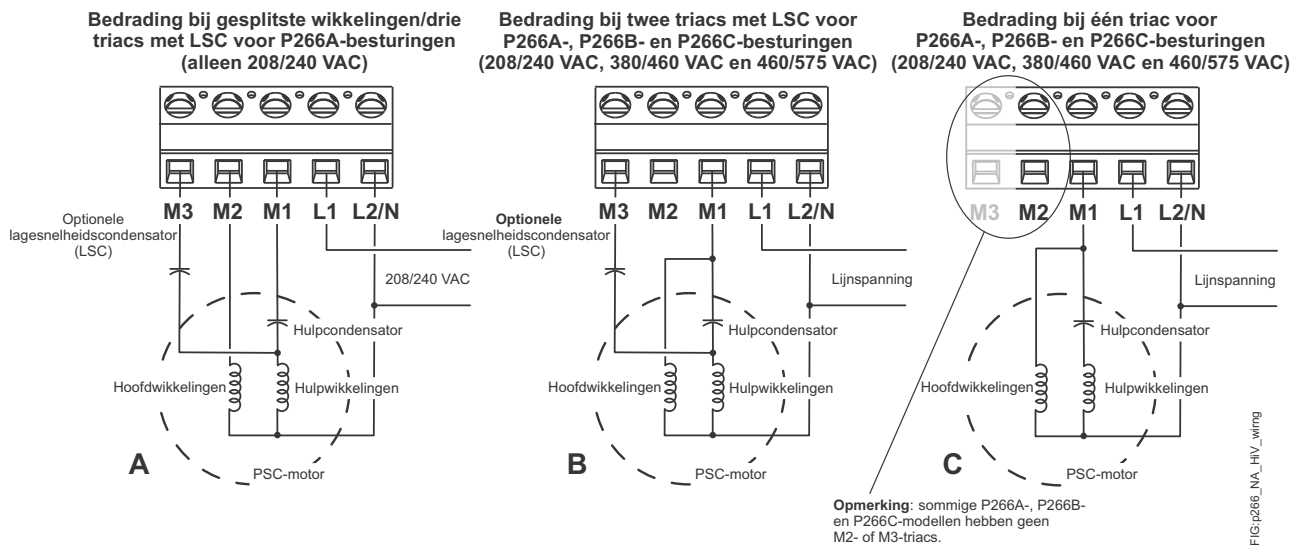 Bedrading bij gesplitste wikkelingen/drie
triacs met LSC voor P266A-besturingen
(alleen 208/240 VAC)
M3 M2 M1 L1 L2/N
Optionele
lagesnelheidscondensator
(LSC)
208/240 VAC
Hulpcondensator
Hoofdwikkelingen
Hulpwikkelingen
A
PSC-motor
Bedrading bij twee triacs met LSC voor
P266A-, P266B- en P266C-besturingen
(208/240 VAC, 380/460 VAC en 460/575 VAC)
M3 M2 M1 L1 L2/N
Optionele
lagesnelheidscondensator
(LSC)
Lijnspanning
Hulpcondensator
Hoofdwikkelingen
Hulpwikkelingen
B
PSC-motor
Bedrading bij één triac voor
P266A-, P266B- en P266C-besturingen
(208/240 VAC, 380/460 VAC en 460/575 VAC)
M3 M2 M1 L1 L2/N
Lijnspanning
Hulpcondensator
Hoofdwikkelingen
Hulpwikkelingen
C
PSC-motor
Opmerking: sommige P266A-, P266B-
en P266C-modellen hebben geen
M2- of M3-triacs.
FIG:p266_NA_HiV_wirng